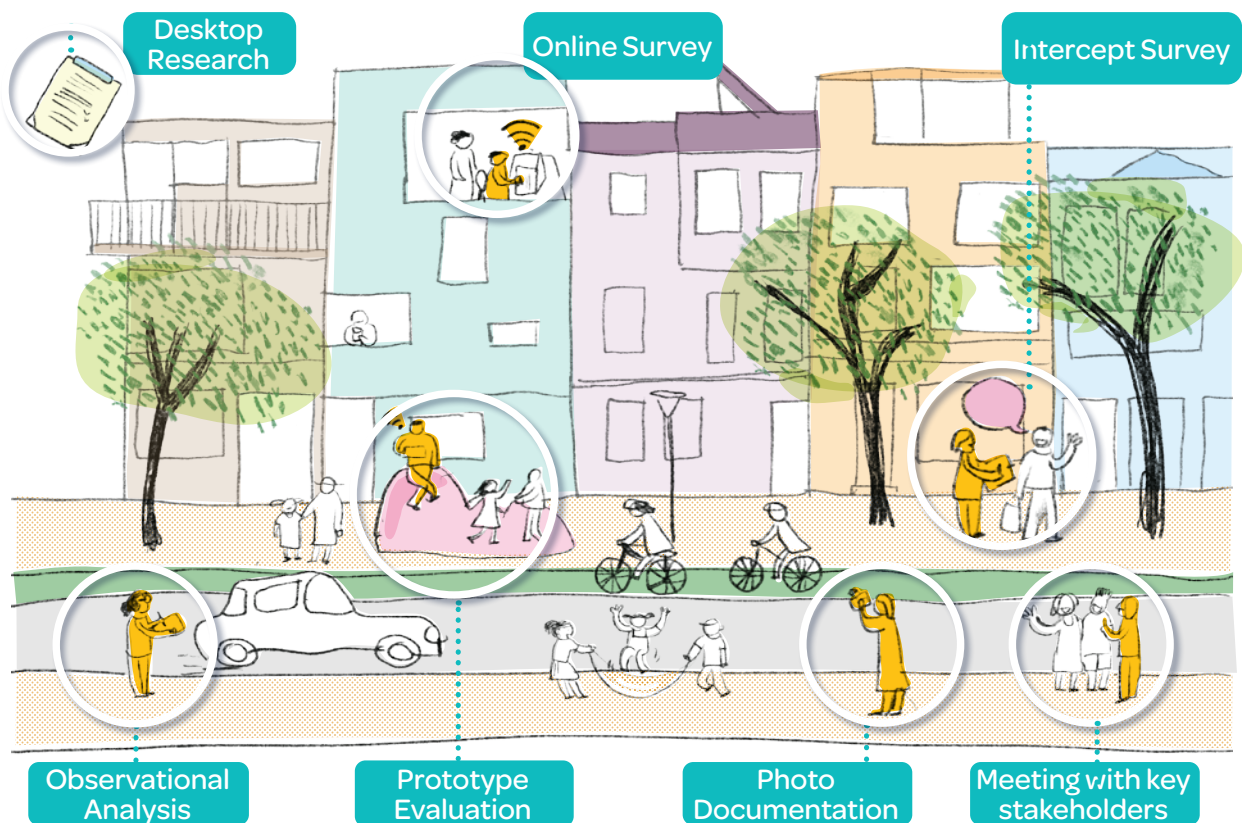 Desktop
Research
Online Survey
Intercept Survey
Observational
Analysis
Prototype
Evaluation
Photo
Documentation
Meeting with key
stakeholders